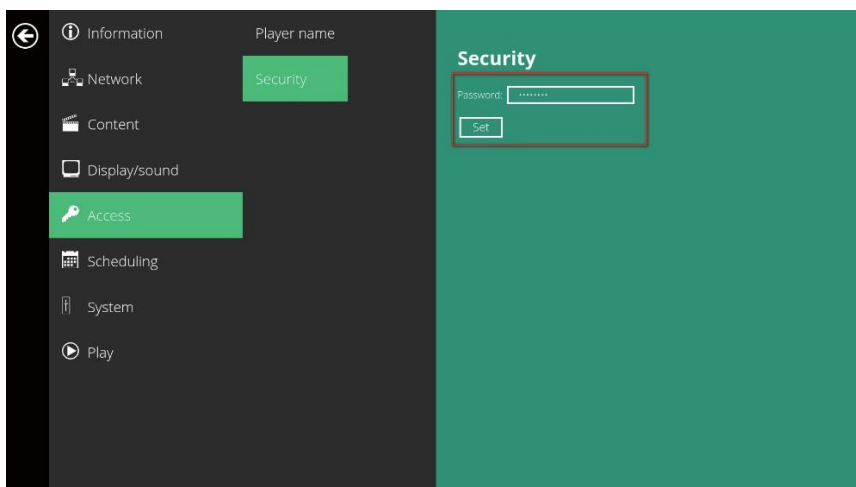 Information
Network
Content
Display/sound
Access
Scheduling
System
Play
Player name
Security
Security
Password: ········
Set